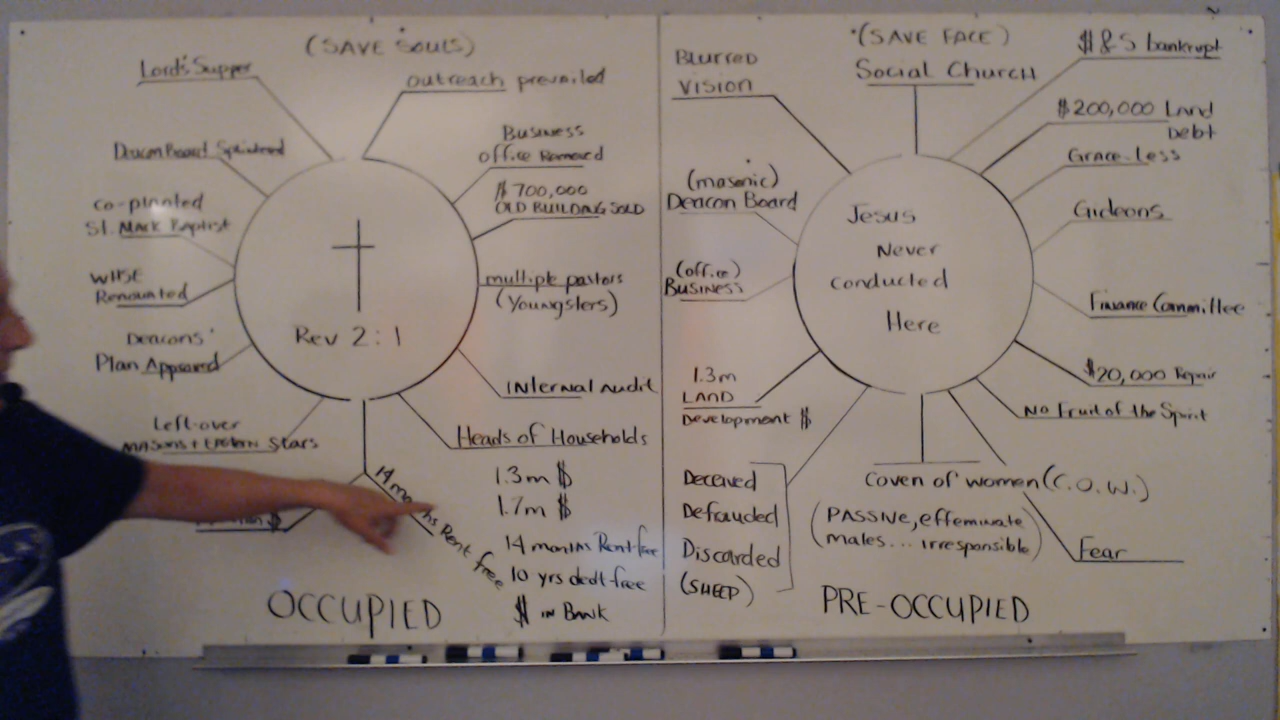 (SAVE SOULS)
Lord's Supper
outreach prevailed
Deacon Board
Business
office Removed
co-planted
St. Mark Baptist
$700,000
OLD BUILDING SOLD
WHSE
Renovated
multiple pastors
(Youngsters)
Deacons'
Plan Appeared
Internal Audit
Left-over
MASONS + EASTERN Stars
Heads of Households
14 months Rent free
$
1.3m $
1.7m $
14 months Rent free
10 yrs debt free
$ in Bank
Rev 2:1
OCCUPIED
(SAVE FACE)
Blurred
Vision
Social Church
$ & S bankrupt
$200,000 Land
Debt
Grace-less
(masonic)
Deacon Board
Gideons
(office)
Business
Finance Committee
Jesus
Never
conducted
Here
1.3m
LAND
Development $
$20,000 Repair
No Fruit of the Spirit
Deceived
Defrauded
Discarded
(SHEEP)
Coven of women (C.O.W.)
(PASSIVE, effeminate
males... irresponsible)
Fear
PRE-OCCUPIED